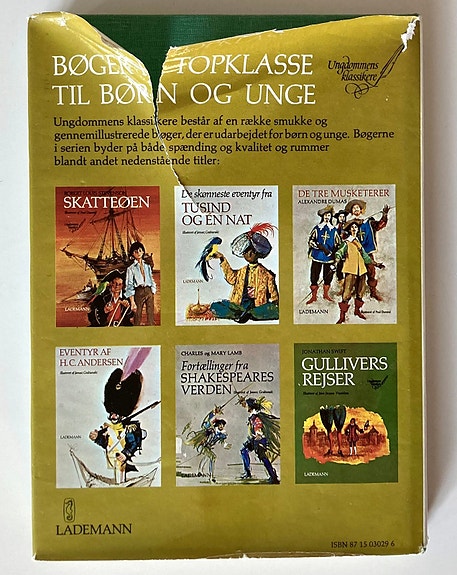 BØGER I TOPKLASSE
TIL BØRN OG UNGE
Ungdommens
klassikere
Ungdommens klassikere består af en række smukke og
gennemillustrerede bøger, der er udarbejdet for børn og unge. Bøgerne
i serien byder på både spænding og kvalitet og rummer
blandt andet nedenstående titler:
ROBERT LOUIS STEVENSON
SKATTEØEN
LADEMANN
De skønneste eventyr fra
TUSIND
OG EN NAT
LADEMANN
DE TRE MUSKETERER
ALEXANDRE DUMAS
LADEMANN
EVENTYR AF
H.C. ANDERSEN
LADEMANN
CHARLES og MARY LAMB
Fortællinger fra
SHAKESPEARES
VERDEN
LADEMANN
JONATHAN SWIFT
GULLIVERS
REJSER
LADEMANN
LADEMANN
ISBN 87 15 03029 6